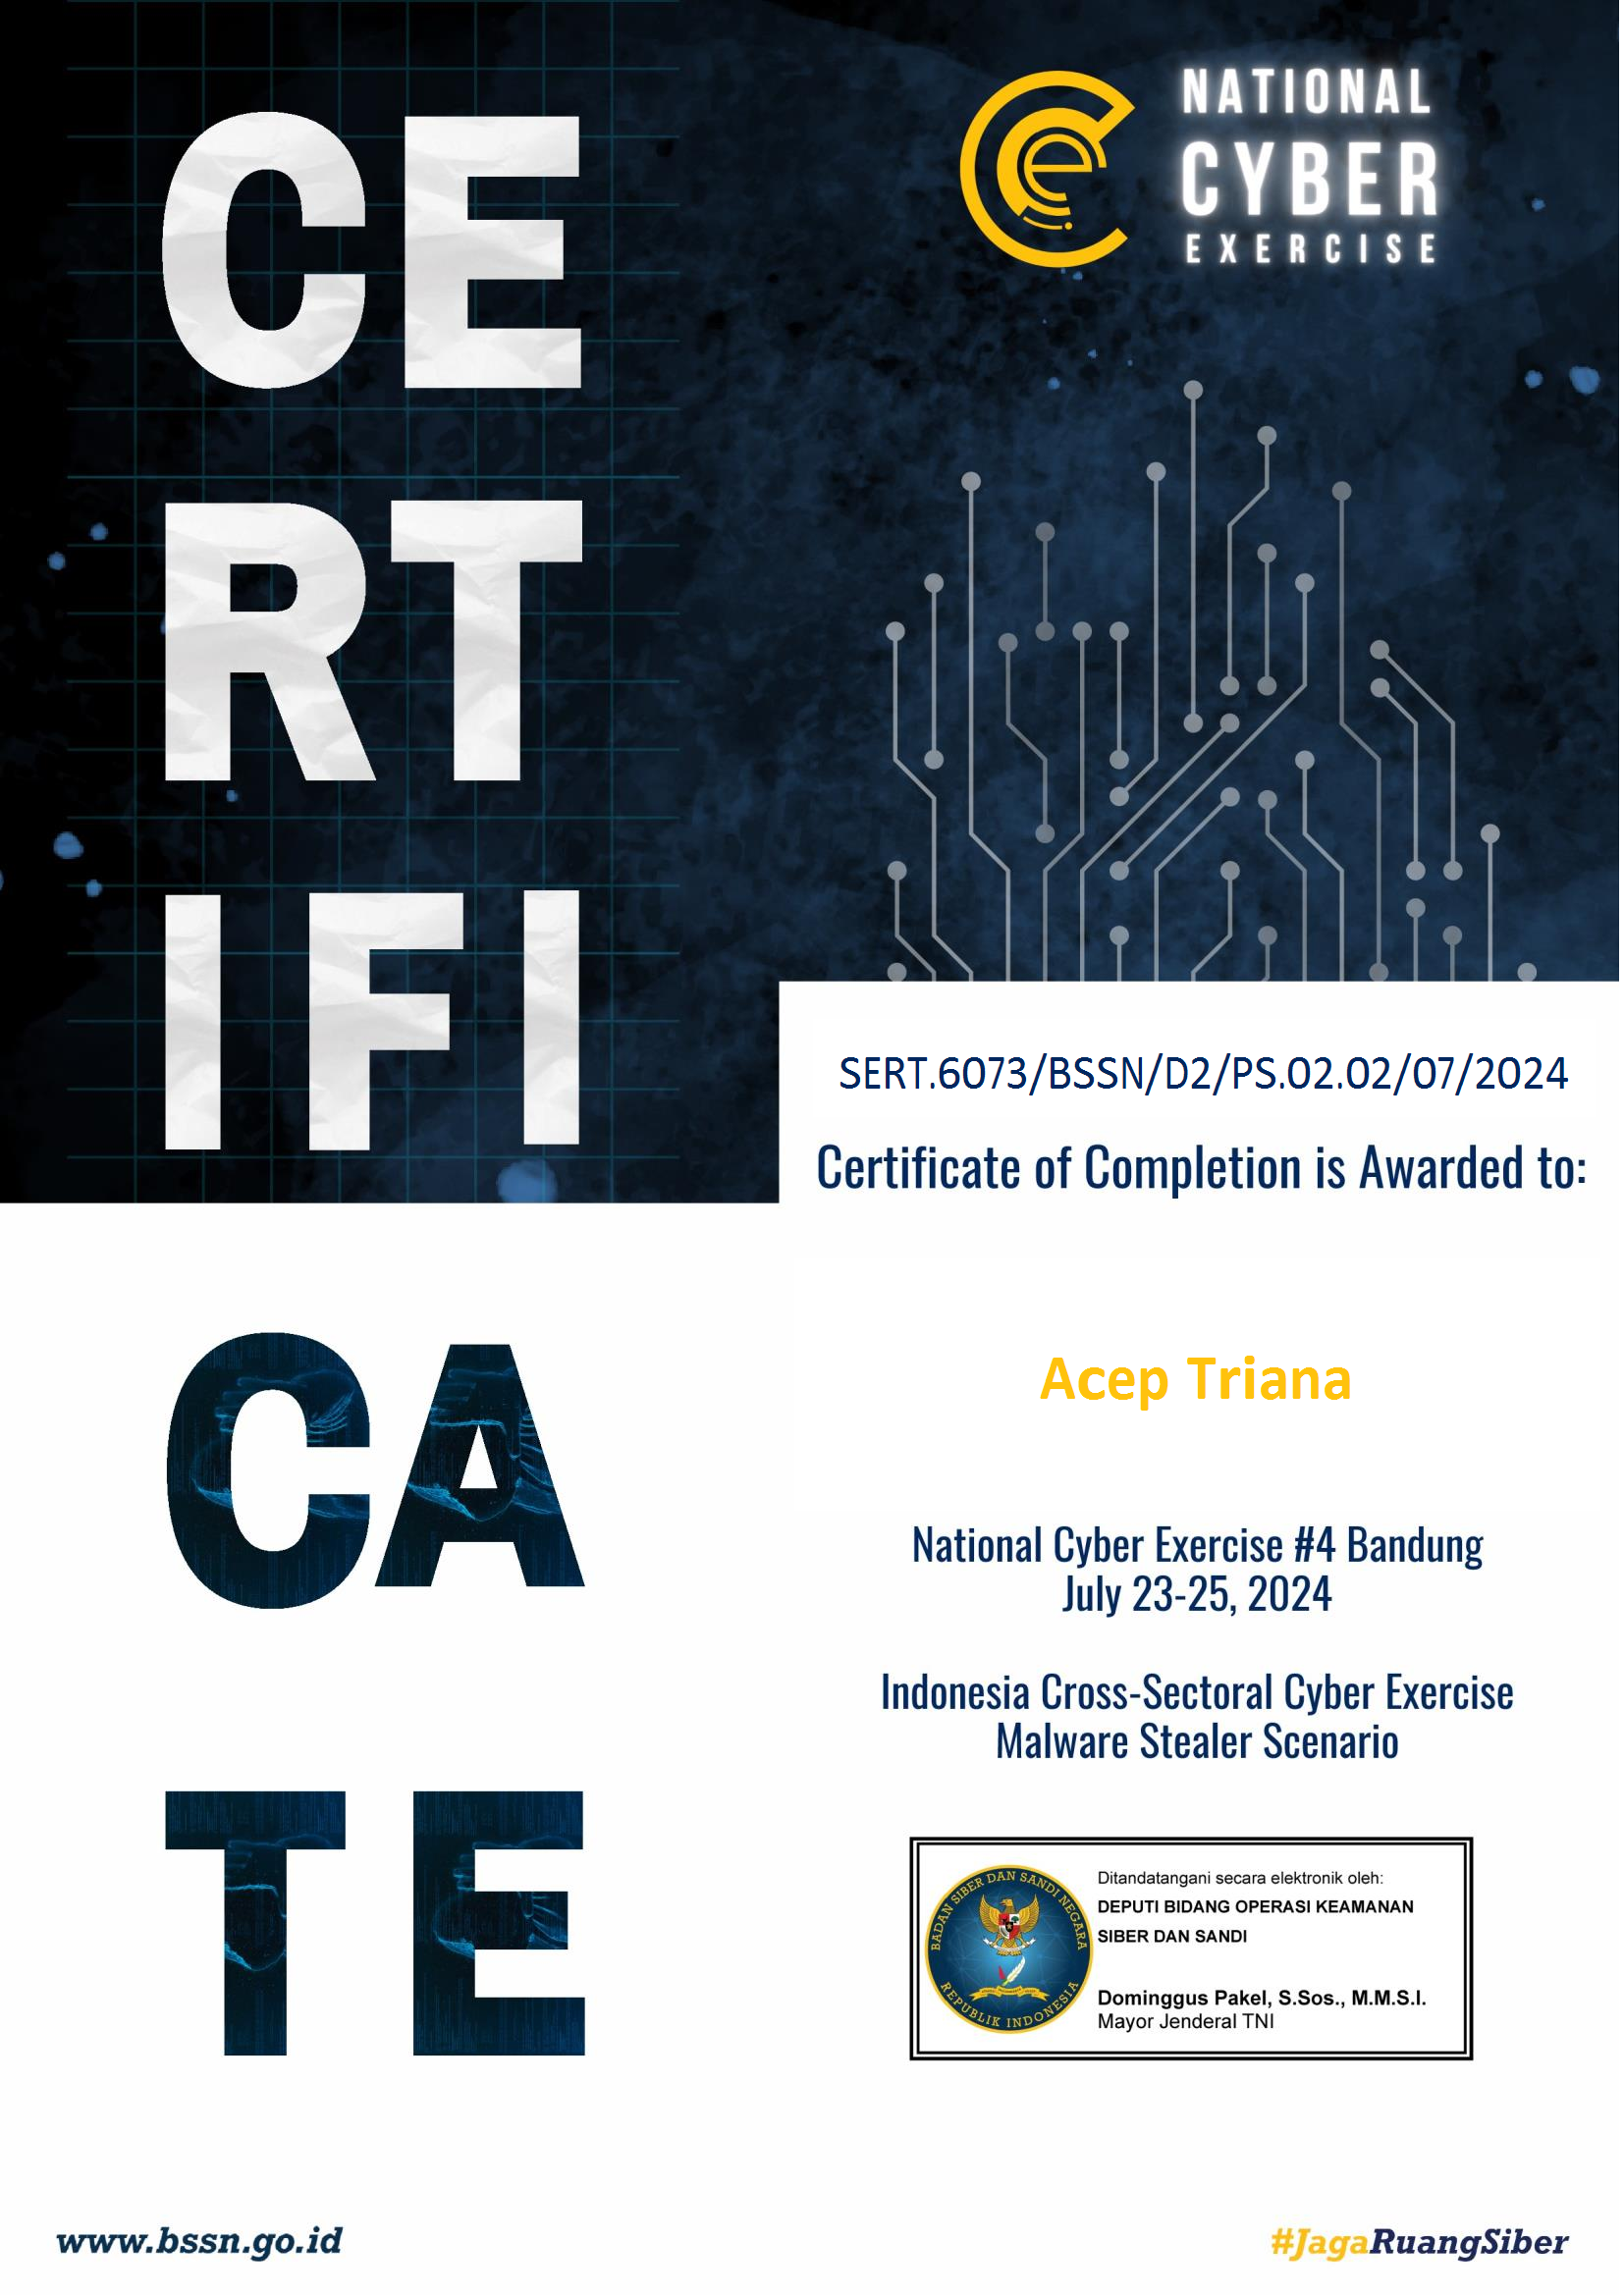 CE
RT
IFI
CA
TE
NATIONAL
CYBER
EXERCISE
SERT.6073/BSSN/D2/PS.02.02/07/2024
Certificate of Completion is Awarded to:
Acep Triana
National Cyber Exercise #4 Bandung
July 23-25, 2024
Indonesia Cross-Sectoral Cyber Exercise
Malware Stealer Scenario
BADAN SIBER DAN SANDI NEGARA
REPUBLIK INDONESIA
Ditandatangani secara elektronik oleh:
DEPUTI BIDANG OPERASI KEAMANAN
SIBER DAN SANDI
Dominggus Pakel, S.Sos., M.M.S.I.
Mayor Jenderal TNI
www.bssn.go.id
#JagaRuangSiber